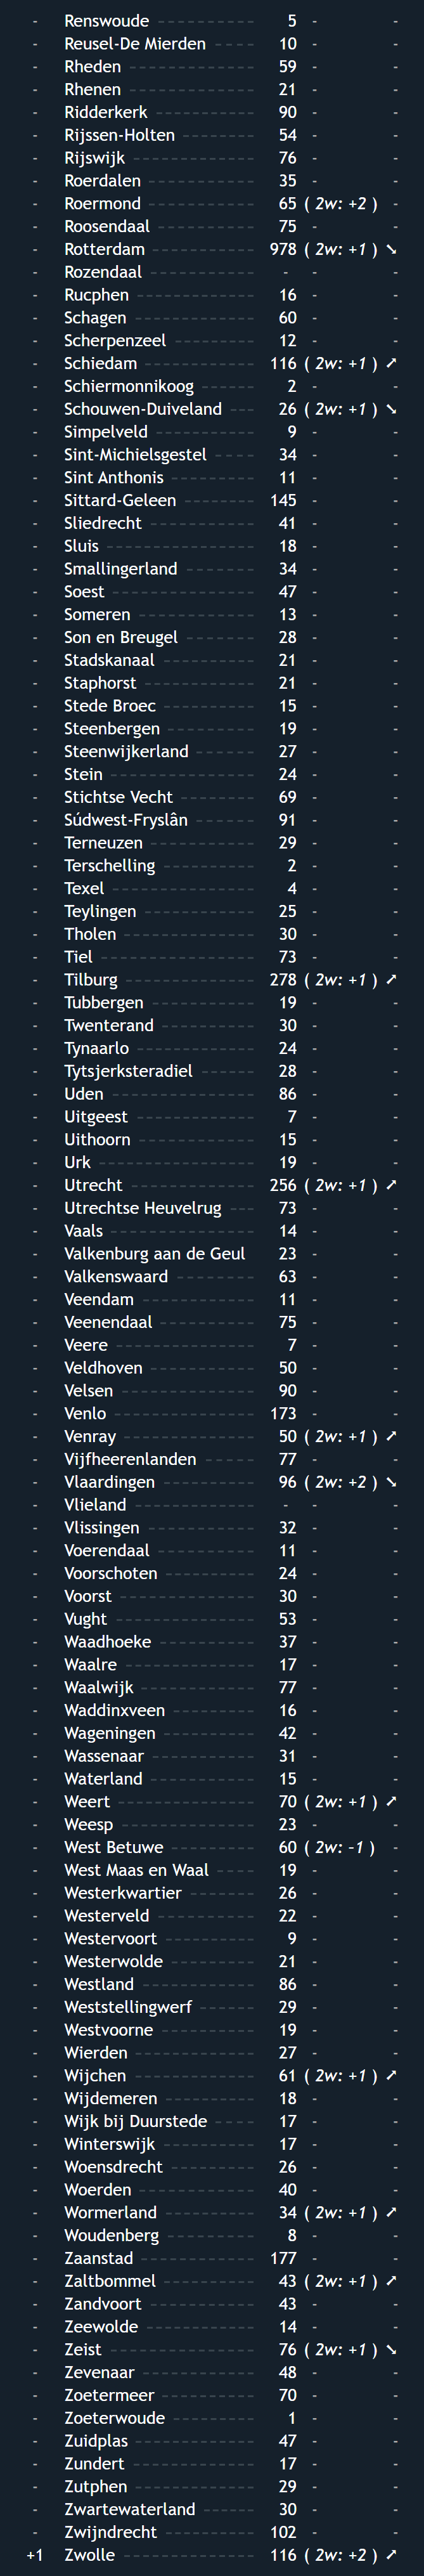 - Renswoude 5 - -
- Reusel-De Mierden 10 - -
- Rheden 59 - -
- Rhenen 21 - -
- Ridderkerk 90 - -
- Rijssen-Holten 54 - -
- Rijswijk 76 - -
- Roerdalen 35 - -
- Roermond 65 ( 2w: +2 ) -
- Roosendaal 75 - -
- Rotterdam 978 ( 2w: +1 ) ➘
- Rozendaal - - -
- Rucphen 16 - -
- Schagen 60 - -
- Scherpenzeel 12 - -
- Schiedam 116 ( 2w: +1 ) ➚
- Schiermonnikoog 2 - -
- Schouwen-Duiveland 26 ( 2w: +1 ) ➘
- Simpelveld 9 - -
- Sint-Michielsgestel 34 - -
- Sint Anthonis 11 - -
- Sittard-Geleen 145 - -
- Sliedrecht 41 - -
- Sluis 18 - -
- Smallingerland 34 - -
- Soest 47 - -
- Someren 13 - -
- Son en Breugel 28 - -
- Stadskanaal 21 - -
- Staphorst 21 - -
- Stede Broec 15 - -
- Steenbergen 19 - -
- Steenwijkerland 27 - -
- Stein 24 - -
- Stichtse Vecht 69 - -
- Súdwest-Fryslân 91 - -
- Terneuzen 29 - -
- Terschelling 2 - -
- Texel 4 - -
- Teylingen 25 - -
- Tholen 30 - -
- Tiel 73 - -
- Tilburg 278 ( 2w: +1 ) ➚
- Tubbergen 19 - -
- Twenterand 30 - -
- Tynaarlo 24 - -
- Tytsjerksteradiel 28 - -
- Uden 86 - -
- Uitgeest 7 - -
- Uithoorn 15 - -
- Urk 19 - -
- Utrecht 256 ( 2w: +1 ) ➚
- Utrechtse Heuvelrug 73 - -
- Vaals 14 - -
- Valkenburg aan de Geul 23 - -
- Valkenswaard 63 - -
- Veendam 11 - -
- Veenendaal 75 - -
- Veere 7 - -
- Veldhoven 50 - -
- Velsen 90 - -
- Venlo 173 - -
- Venray 50 ( 2w: +1 ) ➚
- Vijfheerenlanden 77 - -
- Vlaardingen 96 ( 2w: +2 ) ➘
- Vlieland - - -
- Vlissingen 32 - -
- Voerendaal 11 - -
- Voorschoten 24 - -
- Voorst 30 - -
- Vught 53 - -
- Waadhoeke 37 - -
- Waalre 17 - -
- Waalwijk 77 - -
- Waddinxveen 16 - -
- Wageningen 42 - -
- Wassenaar 31 - -
- Waterland 15 - -
- Weert 70 ( 2w: +1 ) ➚
- Weesp 23 - -
- West Betuwe 60 ( 2w: -1 ) -
- West Maas en Waal 19 - -
- Westerkwartier 26 - -
- Westerveld 22 - -
- Westervoort 9 - -
- Westerwolde 21 - -
- Westland 86 - -
- Weststellingwerf 29 - -
- Westvoorne 19 - -
- Wierden 27 - -
- Wijchen 61 ( 2w: +1 ) ➚
- Wijdemeren 18 - -
- Wijk bij Duurstede 17 - -
- Winterswijk 17 - -
- Woensdrecht 26 - -
- Woerden 40 - -
- Wormerland 34 ( 2w: +1 ) ➚
- Woudenberg 8 - -
- Zaanstad 177 - -
- Zaltbommel 43 ( 2w: +1 ) ➚
- Zandvoort 43 - -
- Zeewolde 14 - -
- Zeist 76 ( 2w: +1 ) ➘
- Zevenaar 48 - -
- Zoetermeer 70 - -
- Zoeterwoude 1 - -
- Zuidplas 47 - -
- Zundert 17 - -
- Zutphen 29 - -
- Zwartewaterland 30 - -
- Zwijndrecht 102 - -
+1 Zwolle 116 ( 2w: +2 ) ➚